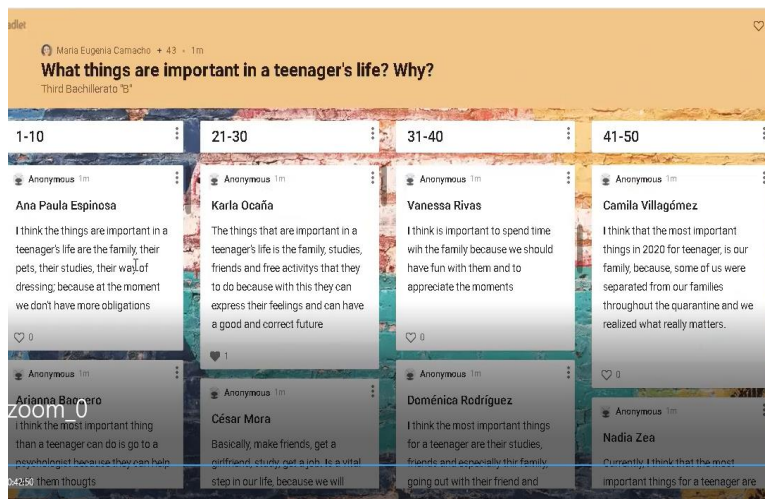 adlet
Maria Eugenia Camacho + 43 • 1m
What things are important in a teenager's life? Why?
Third Bachillerato "B"
1-10
Anonymous 1m
Ana Paula Espinosa
I think the things are important in a
teenager's life are the family, their
pets, their studies, their way of
dressing; because at the moment
we don't have more obligations
0
Anonymous 1m
Arianna
i think the most important thing
than a teenager can do is go to a
psychologist because they can help
them thougts
21-30
Anonymous 1m
Karla Ocaña
The things that are important in a
teenager's life is the family, studies,
friends and free activitys that they
to do because with this they can
express their feelings and can have
a good and correct future
1
Anonymous 1m
César Mora
Basically, make friends, get a
girlfriend, study, get a job. Is a vital
step in our life, because we will
31-40
Anonymous 1m
Vanessa Rivas
I think is important to spend time
wih the family because we should
have fun with them and to
appreciate the moments
0
Anonymous 1m
Doménica Rodríguez
I think the most important things
for a teenager are their studies,
friends and especially thir family,
going out with their friend and
41-50
Anonymous 1m
Camila Villagómez
I think that the most important
things in 2020 for teenager, is our
family, because, some of us were
separated from our families
throughout the quarantine and we
realized what really matters.
0
Anonymous 1m
Nadia Zea
Currently, I think that the most
important things for a teenager are
zoom_0
0:42:50